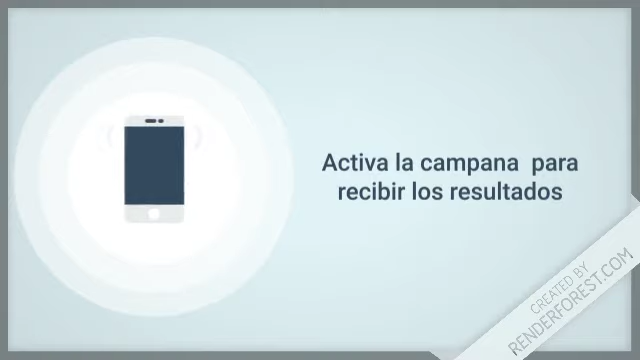 Activa la campana  para
recibir los resultados
CREATED BY
RENDERFOREST.COM